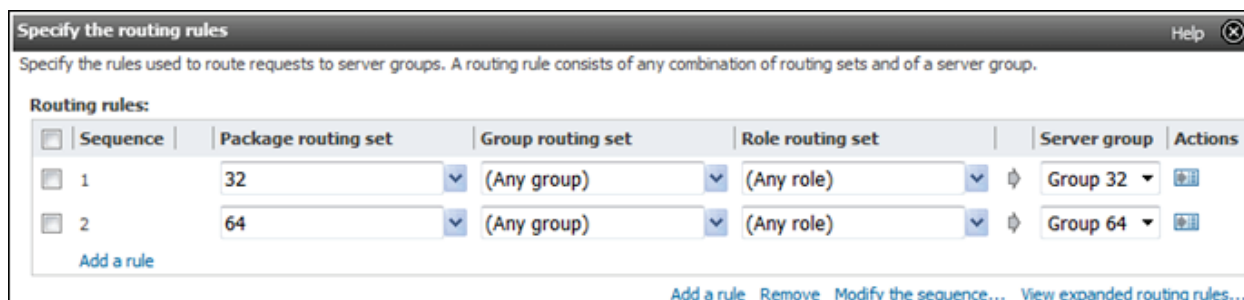 Specify the routing rules Help
Specify the rules used to route requests to server groups. A routing rule consists of any combination of routing sets and of a server group.
Routing rules:
Sequence Package routing set Group routing set Role routing set Server group Actions
1 32 (Any group) (Any role) Group 32
2 64 (Any group) (Any role) Group 64
Add a rule
Add a rule Remove Modify the sequence... View expanded routing rules...